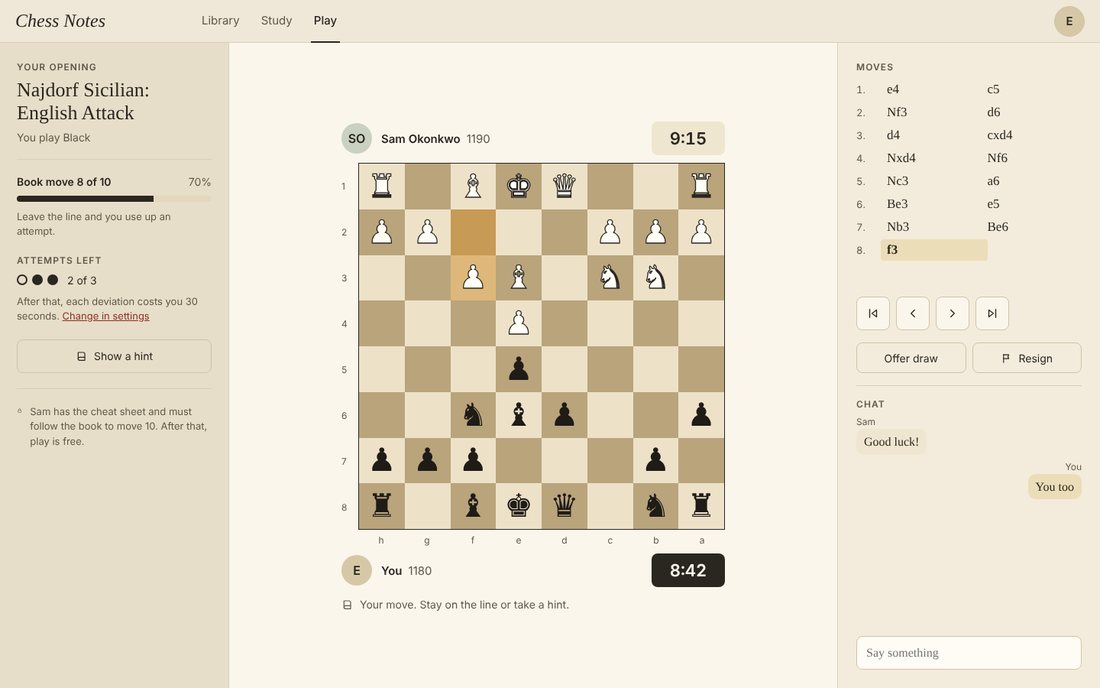 Chess Notes
Library Study Play
E
YOUR OPENING
Najdorf Sicilian:
English Attack
You play Black
Book move 8 of 10 70%
Leave the line and you use up an
attempt.
ATTEMPTS LEFT
2 of 3
After that, each deviation costs you 30
seconds. Change in settings
Show a hint
Sam has the cheat sheet and must
follow the book to move 10. After that,
play is free.
SO Sam Okonkwo 1190 9:15
1
2
3
4
5
6
7
8
h g f e d c b a
E You 1180 8:42
Your move. Stay on the line or take a hint.
MOVES
1. e4 c5
2. Nf3 d6
3. d4 cxd4
4. Nxd4 Nf6
5. Nc3 a6
6. Be3 e5
7. Nb3 Be6
8. f3
Offer draw Resign
CHAT
Sam
Good luck!
You
You too
Say something